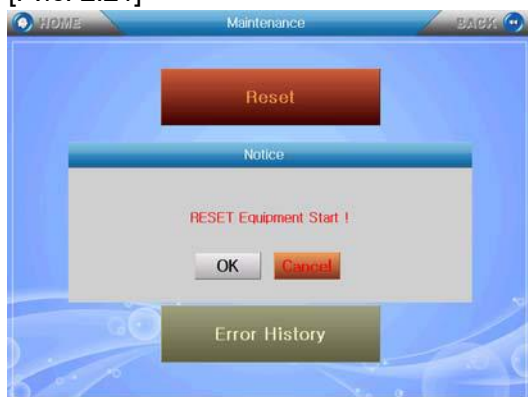 HOME Maintenance BACK
Reset
Notice
RESET Equipment Start !
OK Cancel
Error History